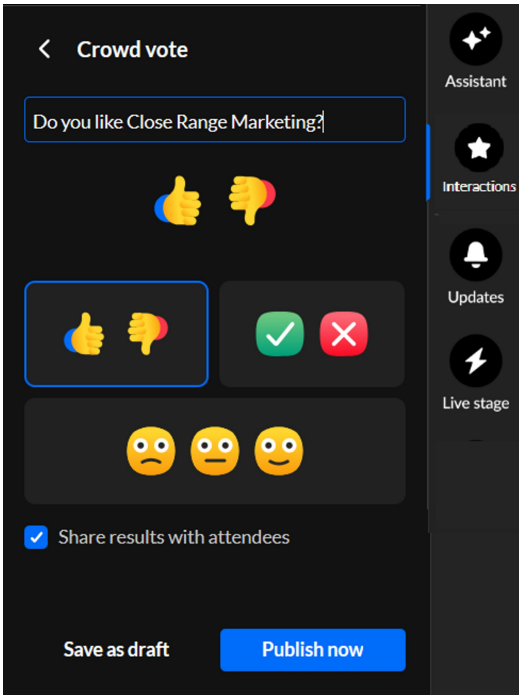 Crowd vote
Do you like Close Range Marketing?
Share results with attendees
Save as draft
Publish now
Assistant
Interactions
Updates
Live stage